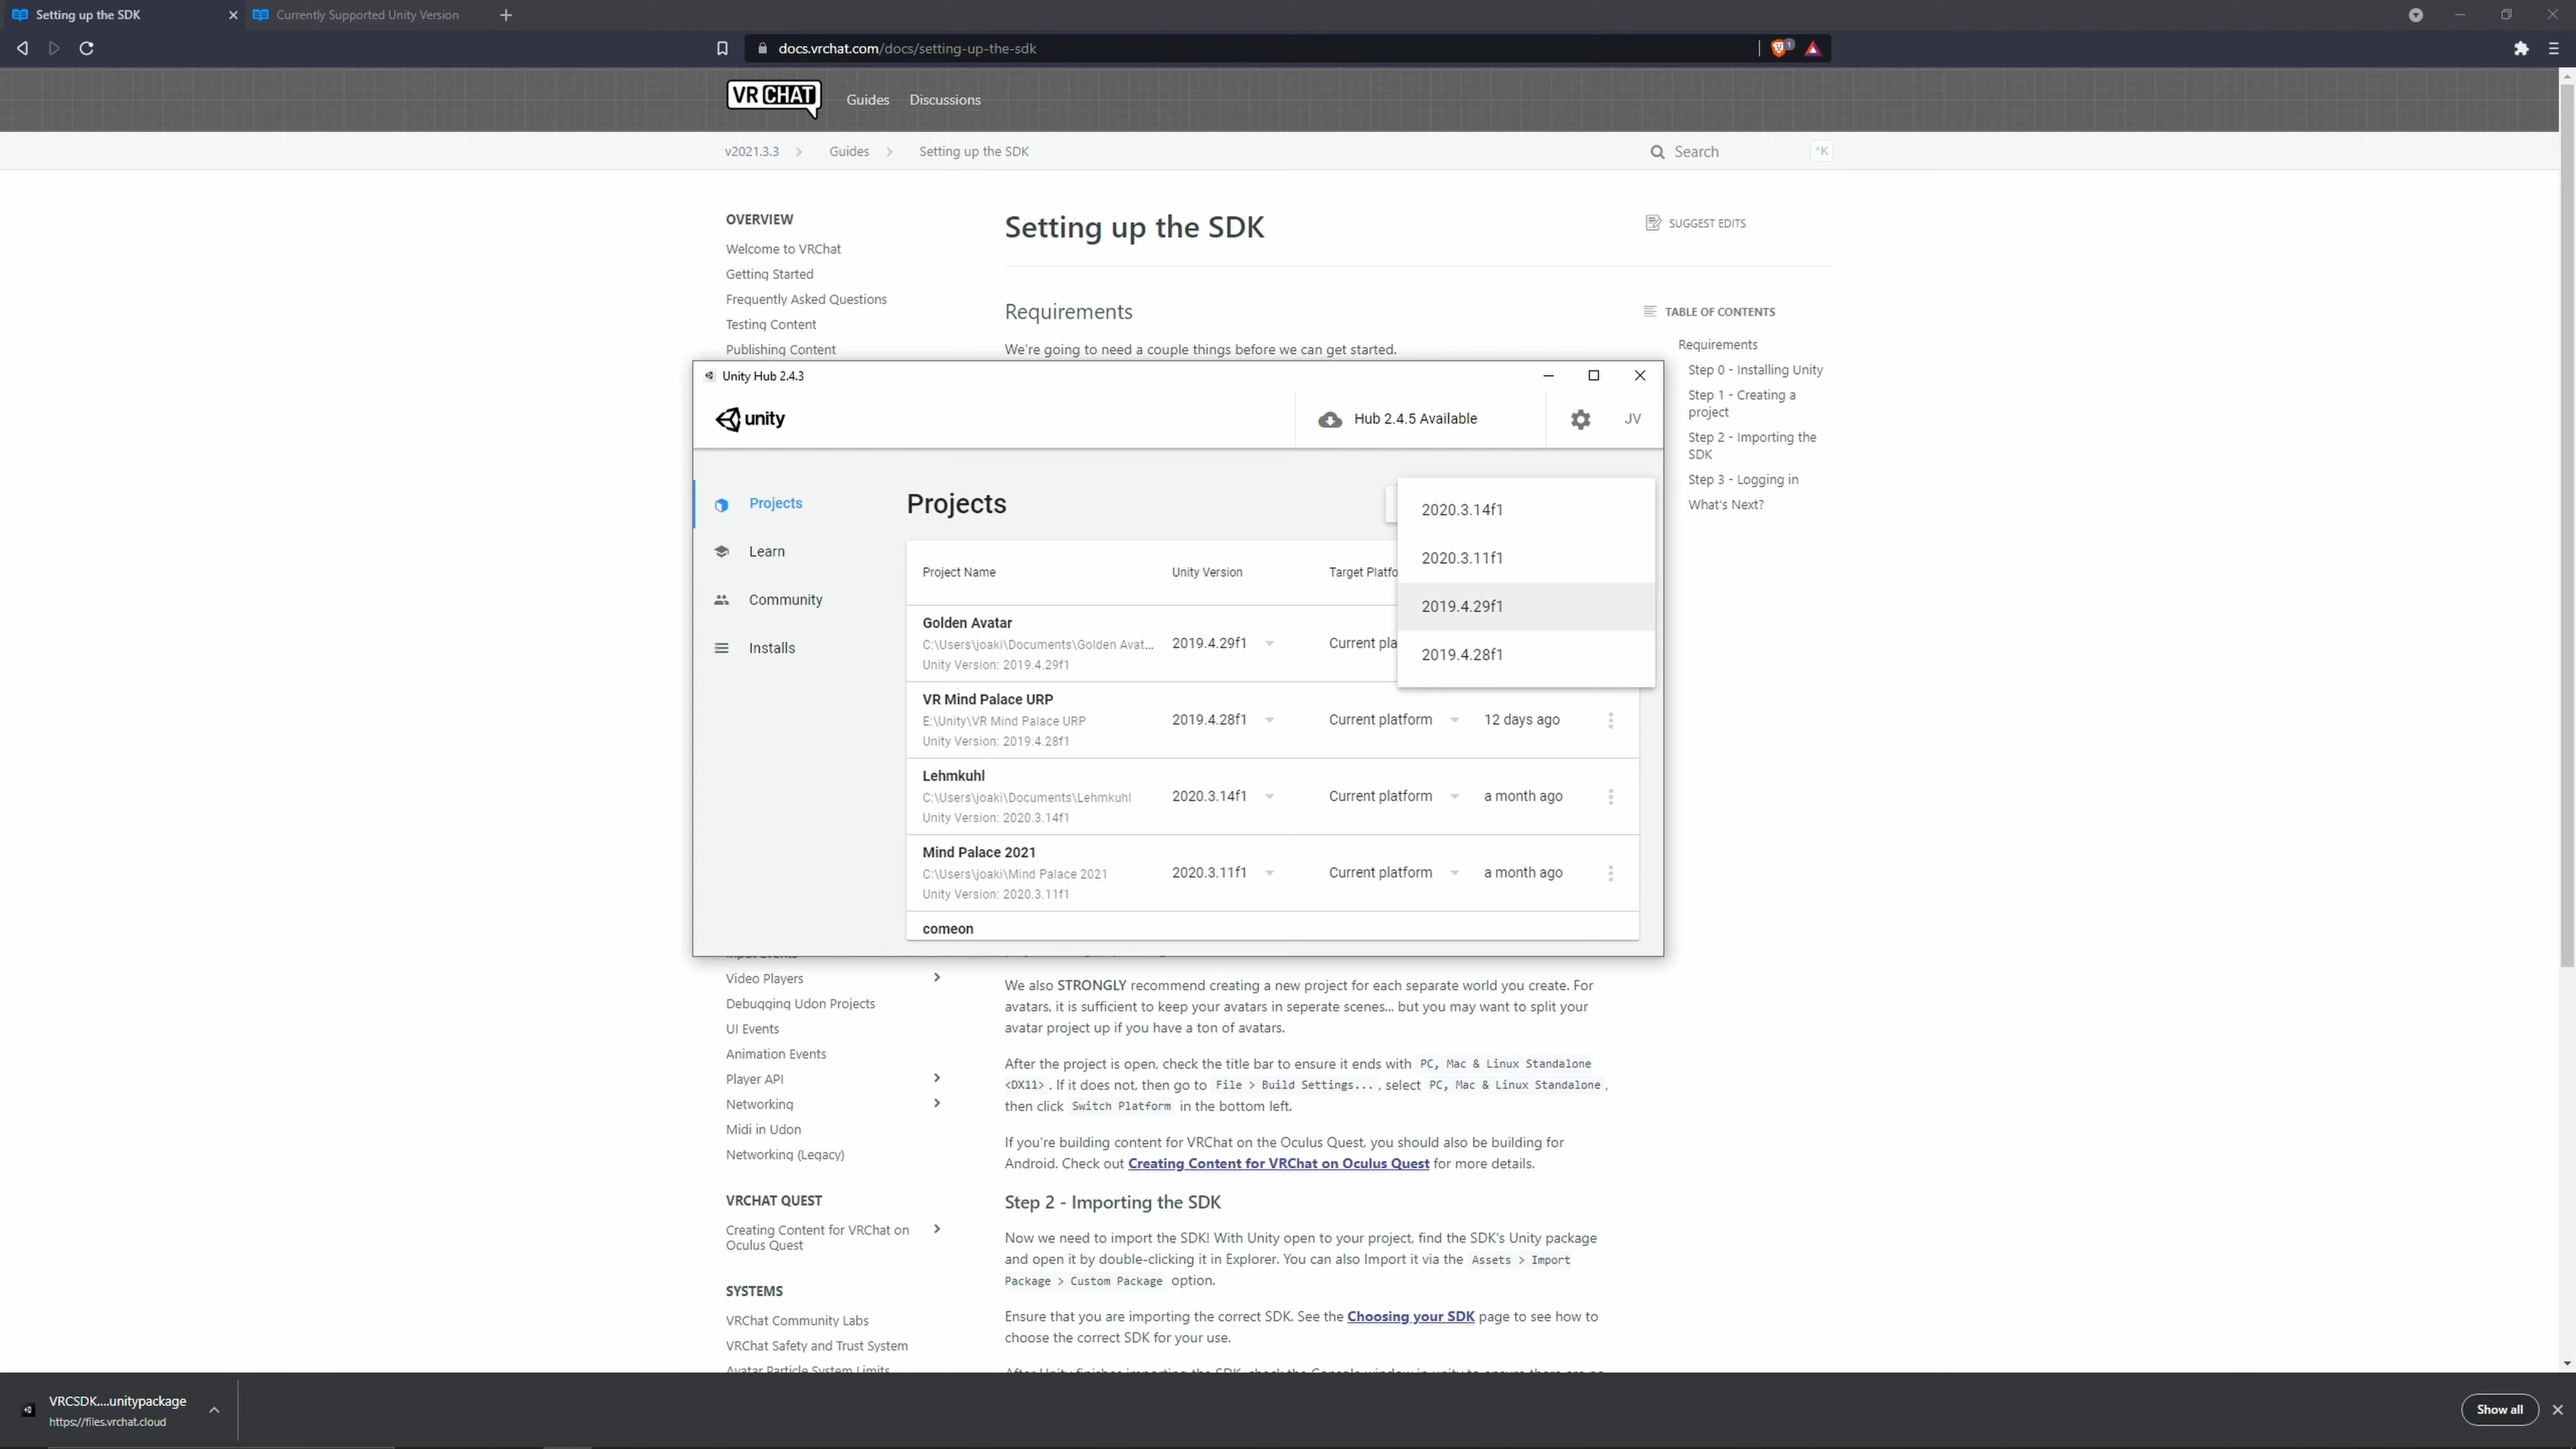 Setting up the SDK
Currently Supported Unity Version
docs.vrchat.com/docs/setting-up-the-sdk
1
VR CHAT
Guides
Discussions
v2021.3.3
Guides
Setting up the SDK
Search
^K
OVERVIEW
Welcome to VRChat
Getting Started
Frequently Asked Questions
Testing Content
Publishing Content
Setting up the SDK
SUGGEST EDITS
Requirements
We're going to need a couple things before we can get started.
TABLE OF CONTENTS
Requirements
Step 0 - Installing Unity
Step 1 - Creating a
project
Step 2 - Importing the
SDK
Step 3 - Logging in
What's Next?
Unity Hub 2.4.3
unity
Hub 2.4.5 Available
JV
Projects
Learn
Community
Installs
Projects
2020.3.14f1
2020.3.11f1
2019.4.29f1
2019.4.28f1
Project Name
Unity Version
Target Platfo
Golden Avatar
C:\Users\joaki\Documents\Golden Avat...
Unity Version: 2019.4.29f1
2019.4.29f1
Current pla
VR Mind Palace URP
E:\Unity\VR Mind Palace URP
Unity Version: 2019.4.28f1
2019.4.28f1
Current platform
12 days ago
Lehmkuhl
C:\Users\joaki\Documents\Lehmkuhl
Unity Version: 2020.3.14f1
2020.3.14f1
Current platform
a month ago
Mind Palace 2021
C:\Users\joaki\Mind Palace 2021
Unity Version: 2020.3.11f1
2020.3.11f1
Current platform
a month ago
comeon
Input Events
Video Players
Debugging Udon Projects
UI Events
Animation Events
Player API
Networking
Midi in Udon
Networking (Legacy)
VRCHAT QUEST
Creating Content for VRChat on
Oculus Quest
SYSTEMS
VRChat Community Labs
VRChat Safety and Trust System
Avatar Particle System Limits
We also STRONGLY recommend creating a new project for each separate world you create. For
avatars, it is sufficient to keep your avatars in seperate scenes... but you may want to split your
avatar project up if you have a ton of avatars.
After the project is open, check the title bar to ensure it ends with PC, Mac & Linux Standalone
<DX11> . If it does not, then go to File > Build Settings... , select PC, Mac & Linux Standalone ,
then click Switch Platform in the bottom left.
If you're building content for VRChat on the Oculus Quest, you should also be building for
Android. Check out Creating Content for VRChat on Oculus Quest for more details.
Step 2 - Importing the SDK
Now we need to import the SDK! With Unity open to your project, find the SDK's Unity package
and open it by double-clicking it in Explorer. You can also Import it via the Assets > Import
Package > Custom Package option.
Ensure that you are importing the correct SDK. See the Choosing your SDK page to see how to
choose the correct SDK for your use.
After Unity finishes importing the SDK, check the Console window in unity to ensure there are no
VRCSDK....unitypackage
https://files.vrchat.cloud
Show all